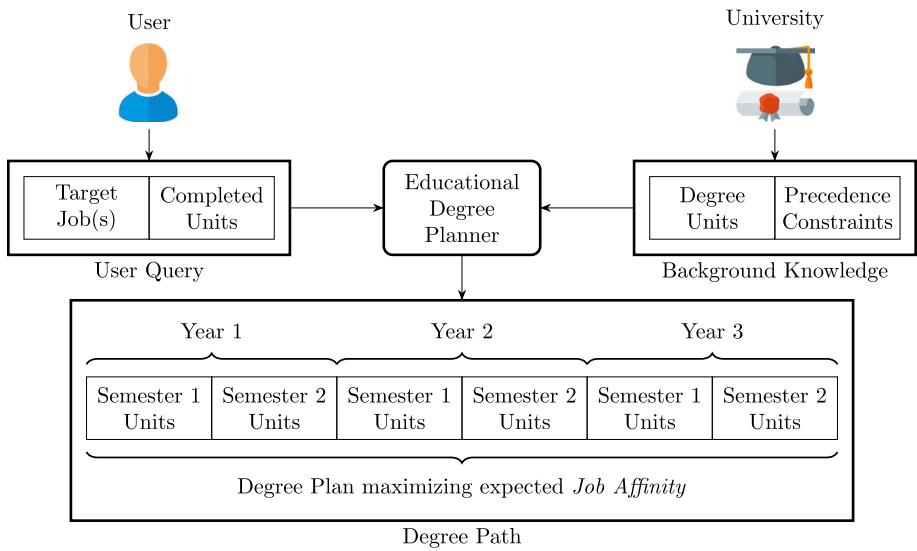 User
University
Target
Job(s)
Completed
Units
User Query
Educational
Degree
Planner
Degree
Units
Precedence
Constraints
Background Knowledge
Year 1
Year 2
Year 3
Semester 1
Units
Semester 2
Units
Semester 1
Units
Semester 2
Units
Semester 1
Units
Semester 2
Units
Degree Plan maximizing expected Job Affinity
Degree Path